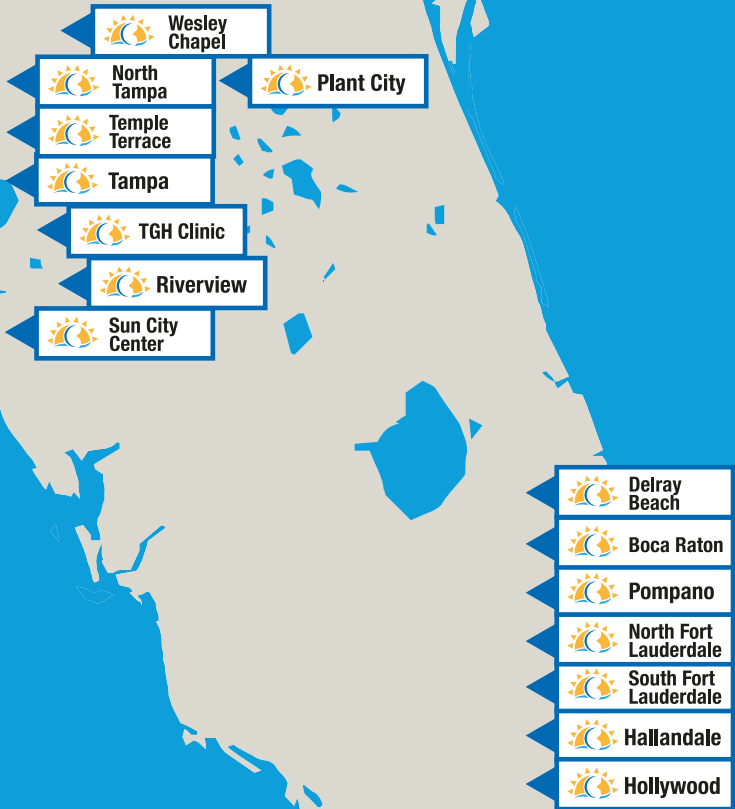 Wesley
Chapel
North
Tampa
Plant City
Temple
Terrace
Tampa
TGH Clinic
Riverview
Sun City
Center
Delray
Beach
Boca Raton
Pompano
North Fort
Lauderdale
South Fort
Lauderdale
Hallandale
Hollywood